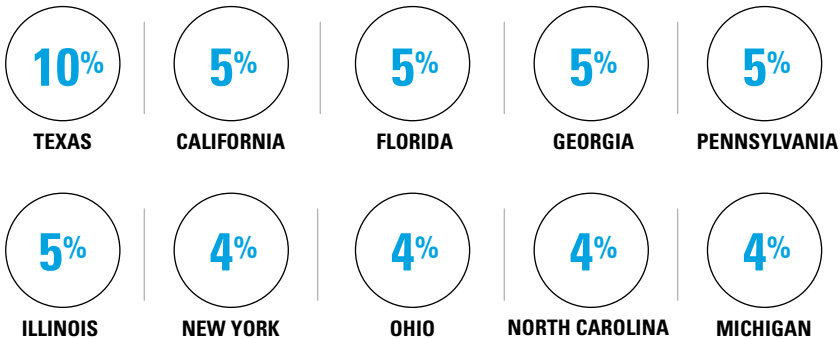 10% 5% 5% 5% 5%
TEXAS CALIFORNIA FLORIDA GEORGIA PENNSYLVANIA
5% 4% 4% 4% 4%
ILLINOIS NEW YORK OHIO NORTH CAROLINA MICHIGAN